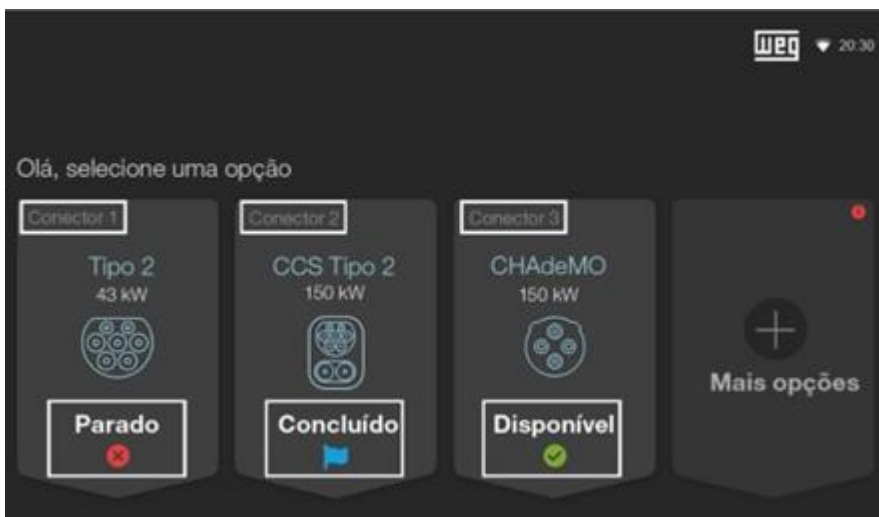 weg 20:30
Olá, selecione uma opção
Conector 1
Tipo 2
43 kW
Parado
Conector 2
CCS Tipo 2
150 kW
Concluído
Conector 3
CHAdeMO
150 kW
Disponível
Mais opções